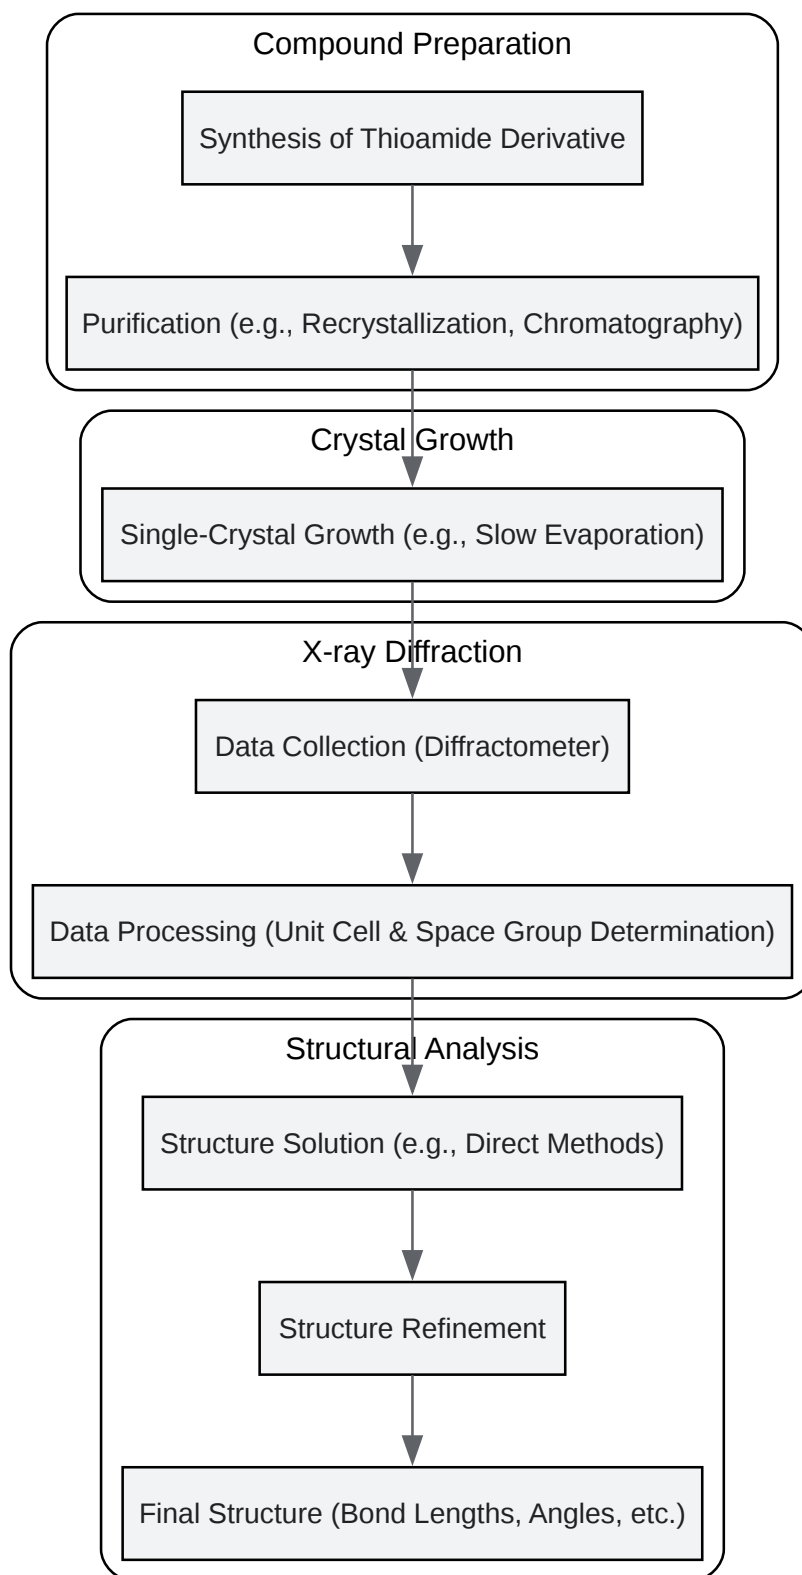 Compound Preparation
Synthesis of Thioamide Derivative
Purification (e.g., Recrystallization, Chromatography)
Crystal Growth
Single-Crystal Growth (e.g., Slow Evaporation)
X-ray Diffraction
Data Collection (Diffractometer)
Data Processing (Unit Cell & Space Group Determination)
Structural Analysis
Structure Solution (e.g., Direct Methods)
Structure Refinement
Final Structure (Bond Lengths, Angles, etc.)